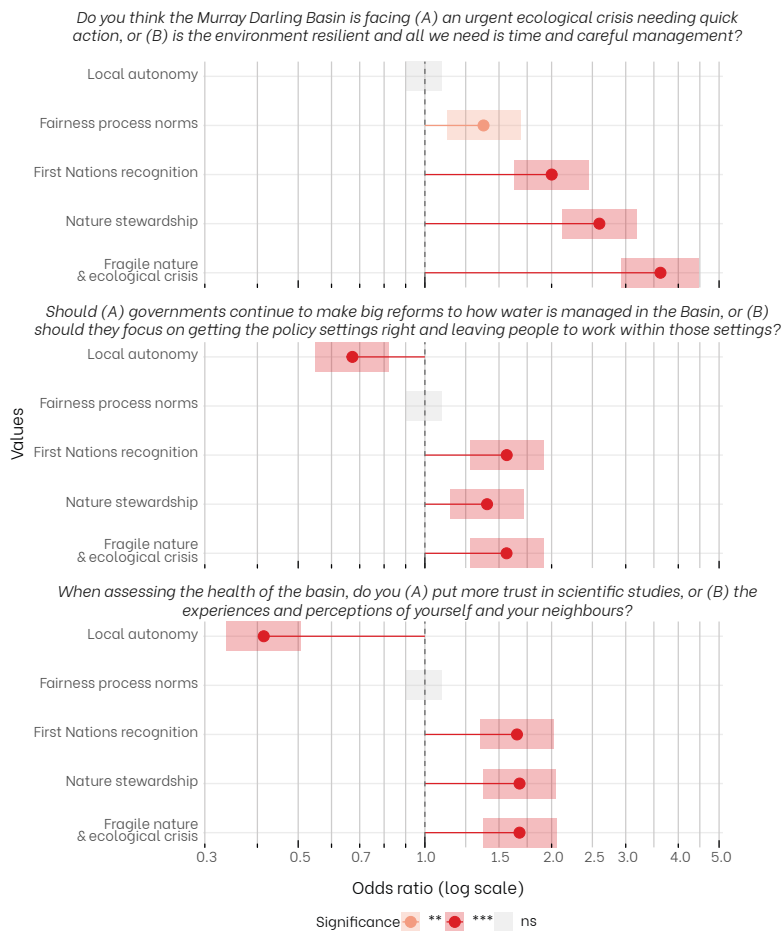 Do you think the Murray Darling Basin is facing (A) an urgent ecological crisis needing quick
action, or (B) is the environment resilient and all we need is time and careful management?
Local autonomy
Fairness process norms
First Nations recognition
Nature stewardship
Fragile nature
& ecological crisis
Should (A) governments continue to make big reforms to how water is managed in the Basin, or (B)
should they focus on getting the policy settings right and leaving people to work within those settings?
Local autonomy
Fairness process norms
First Nations recognition
Nature stewardship
Fragile nature
& ecological crisis
Values
When assessing the health of the basin, do you (A) put more trust in scientific studies, or (B) the
experiences and perceptions of yourself and your neighbours?
Local autonomy
Fairness process norms
First Nations recognition
Nature stewardship
Fragile nature
& ecological crisis
0.3 0.5 0.7 1.0 1.5 2.0 2.5 3.0 4.0 5.0
Odds ratio (log scale)
Significance ** *** ns